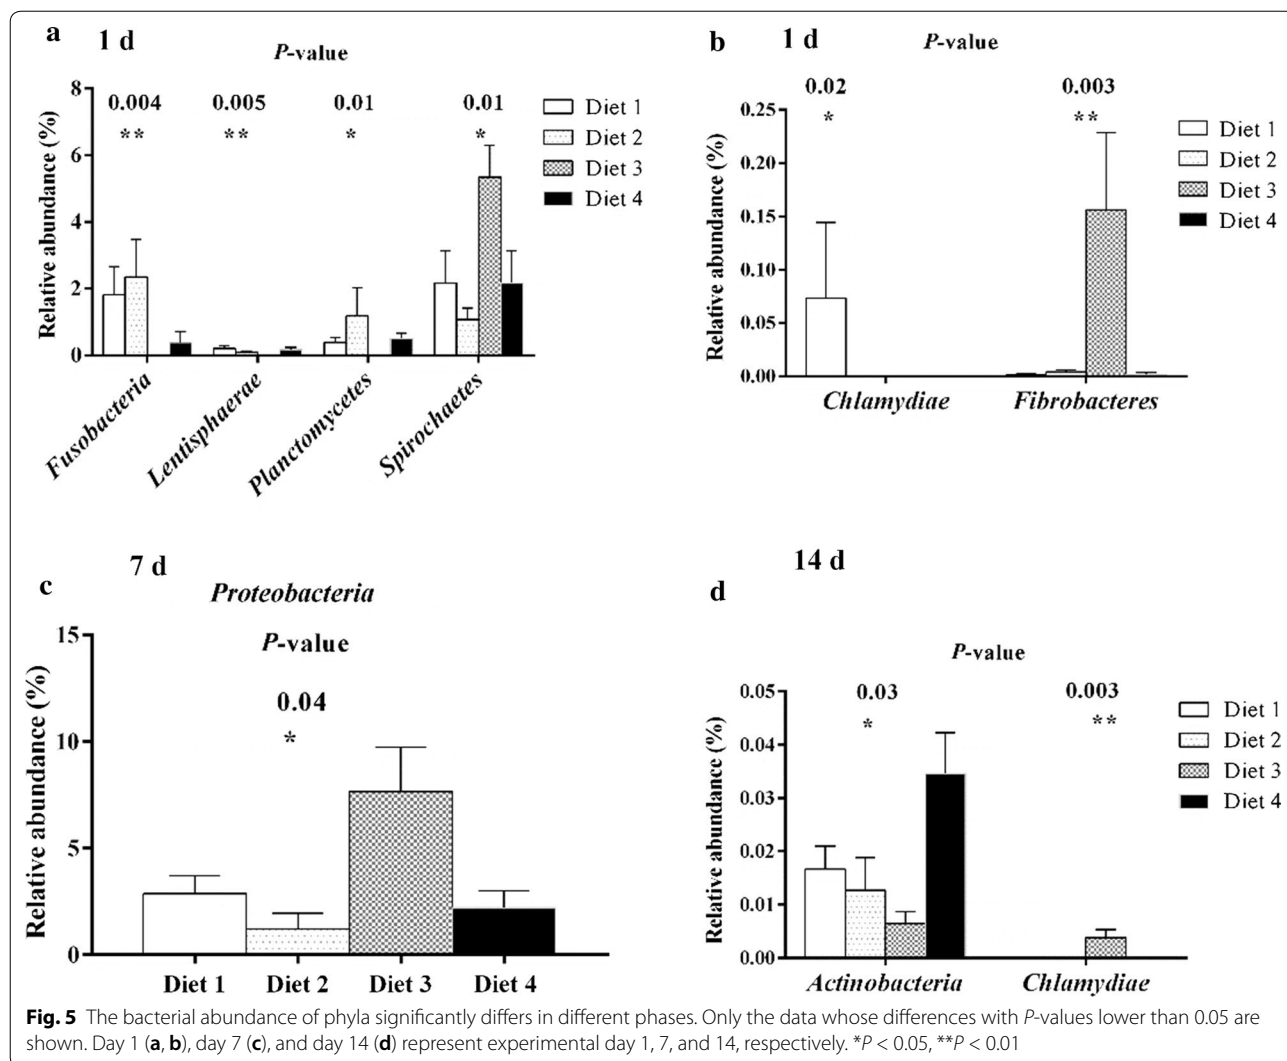 a 1 d
P-value
0.004 0.005 0.01 0.01
** ** * *
8
6
4
2
0
Relative abundance (%)
Fusobacteria
Lentisphaerae
Planctomycetes
Spirochaetes
Diet 1
Diet 2
Diet 3
Diet 4
b 1 d
P-value
0.02 0.003
* **
0.25
0.20
0.15
0.10
0.05
0.00
Relative abundance (%)
Chlamydiae Fibrobacteres
Diet 1
Diet 2
Diet 3
Diet 4
c 7 d
Proteobacteria
P-value
0.04
*
15
10
5
0
Relative abundance (%)
Diet 1 Diet 2 Diet 3 Diet 4
d 14 d
P-value
0.03 0.003
* **
0.05
0.04
0.03
0.02
0.01
0.00
Relative abundance (%)
Actinobacteria Chlamydiae
Diet 1
Diet 2
Diet 3
Diet 4
Fig. 5 The bacterial abundance of phyla significantly differs in different phases. Only the data whose differences with P-values lower than 0.05 are
shown. Day 1 (a, b), day 7 (c), and day 14 (d) represent experimental day 1, 7, and 14, respectively. *P < 0.05, **P < 0.01